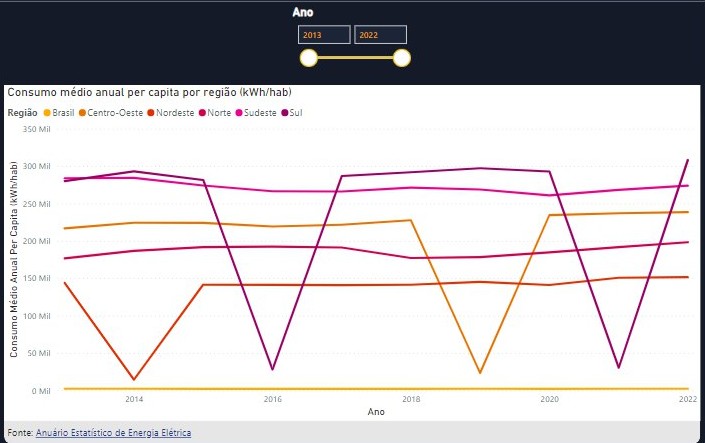 Ano
2013 2022
Consumo médio anual per capita por região (kWh/hab)
Região Brasil Centro-Oeste Nordeste Norte Sudeste Sul
350 Mil
300 Mil
250 Mil
200 Mil
150 Mil
100 Mil
50 Mil
0 Mil
Consumo Médio Anual Per Capita (kWh/hab)
2014 2016 2018 2020 2022
Ano
Fonte: Anuário Estatístico de Energia Elétrica